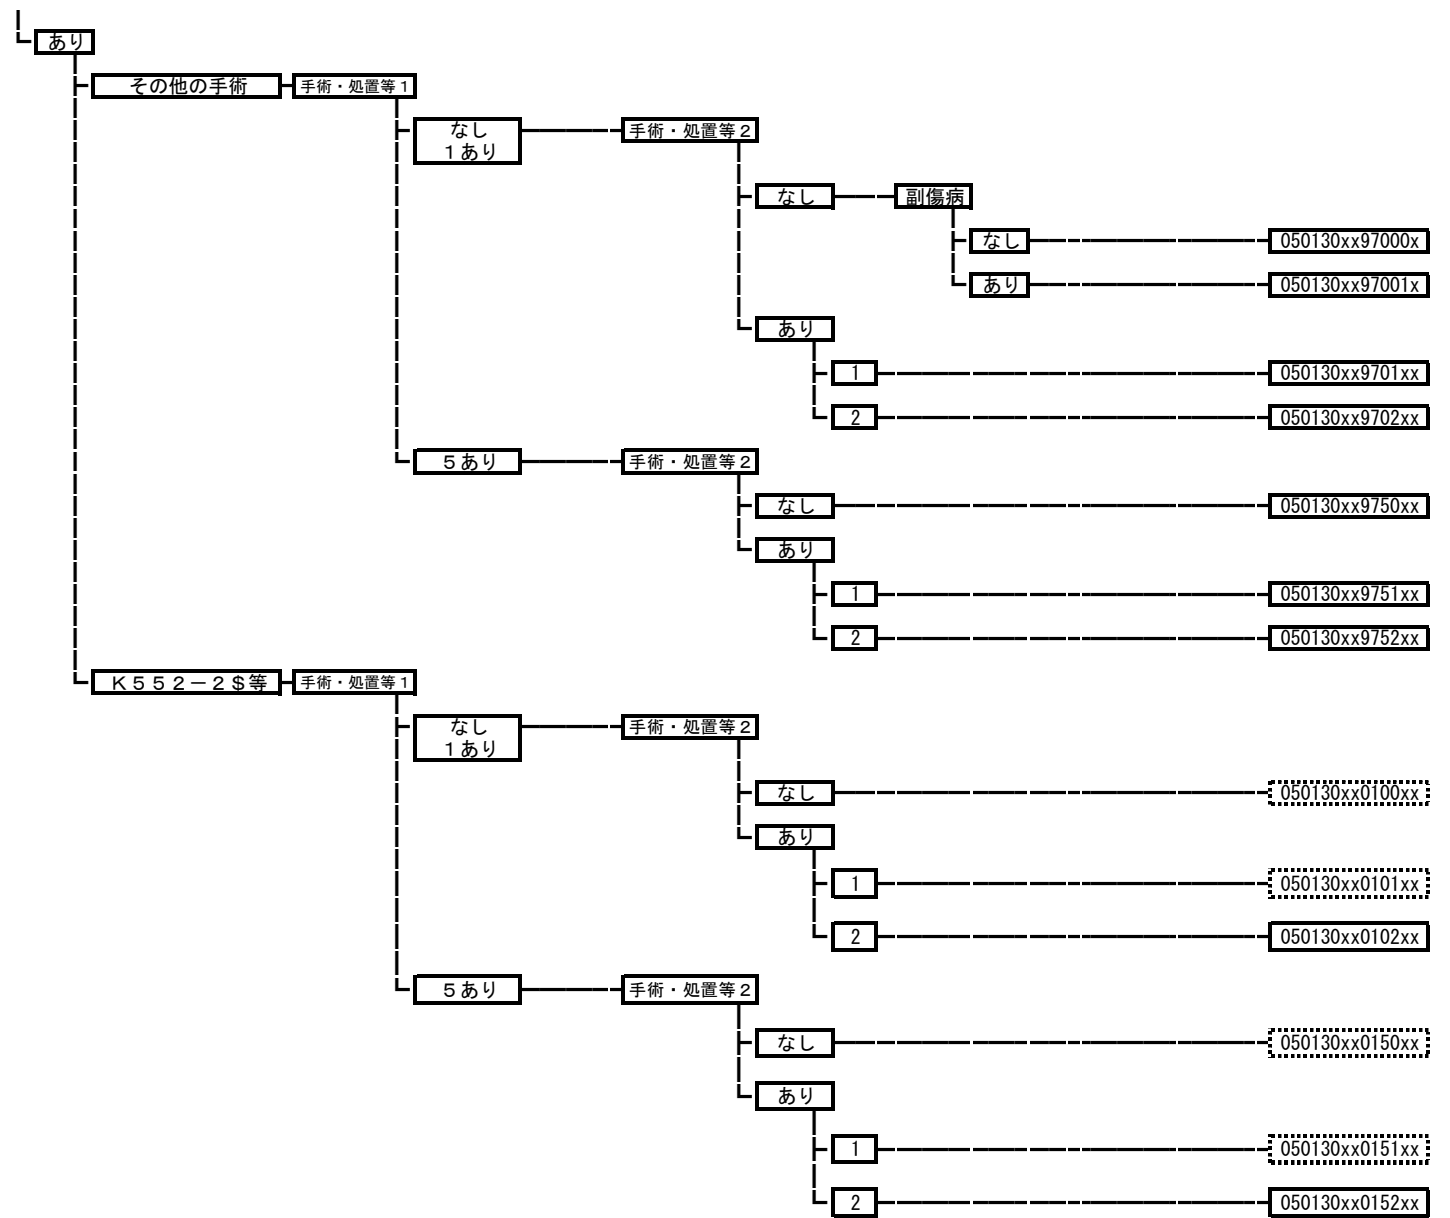 あり
その他の手術 手術・処置等1
なし 手術・処置等2
1あり
なし 副傷病
なし 050130xx97000x
あり 050130xx97001x
あり
1 050130xx9701xx
2 050130xx9702xx
5あり 手術・処置等2
なし 050130xx9750xx
あり
1 050130xx9751xx
2 050130xx9752xx
K552-2$等 手術・処置等1
なし 手術・処置等2
1あり
なし 050130xx0100xx
あり
1 050130xx0101xx
2 050130xx0102xx
5あり 手術・処置等2
なし 050130xx0150xx
あり
1 050130xx0151xx
2 050130xx0152xx